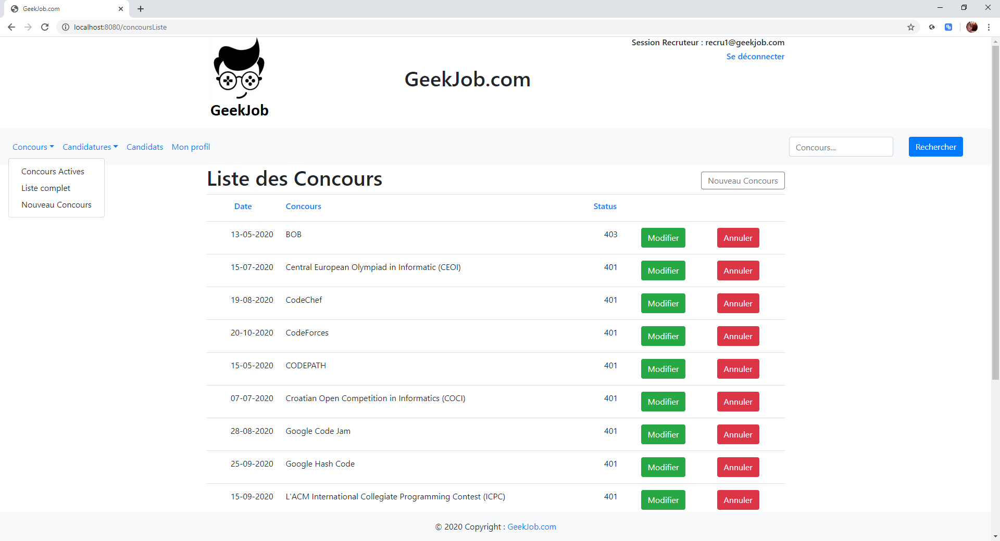 GeekJob.com
localhost:8080/concoursListe
Session Recruteur : recru1@geekjob.com
Se déconnecter
GeekJob.com
GeekJob
Concours Candidatures Candidats Mon profil Concours... Rechercher
Concours Actives
Liste complet
Nouveau Concours
Liste des Concours Nouveau Concours
Date Concours Status
13-05-2020 BOB 403 Modifier Annuler
15-07-2020 Central European Olympiad in Informatic (CEOI) 401 Modifier Annuler
19-08-2020 CodeChef 401 Modifier Annuler
20-10-2020 CodeForces 401 Modifier Annuler
15-05-2020 CODEPATH 401 Modifier Annuler
07-07-2020 Croatian Open Competition in Informatics (COCI) 401 Modifier Annuler
28-08-2020 Google Code Jam 401 Modifier Annuler
25-09-2020 Google Hash Code 401 Modifier Annuler
15-09-2020 L'ACM International Collegiate Programming Contest (ICPC) 401 Modifier Annuler
© 2020 Copyright : GeekJob.com